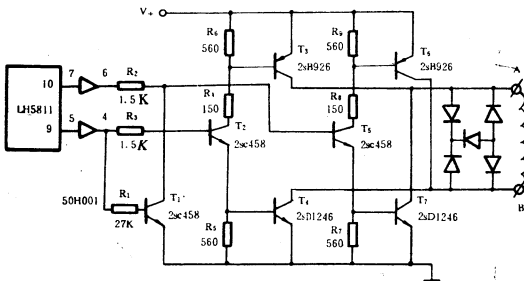 V+
R6
560
T3
2sB926
R9
560
T6
2sB926
A
7
6
R2
10
1.5K
R4
150
R8
150
LH5811
5
4
R3
T2
T5
9
1.5K
2sc458
2sc458
50H001
R1
T1
2sc458
T4
2sD1246
T7
2sD1246
27K
R5
560
R7
560
B